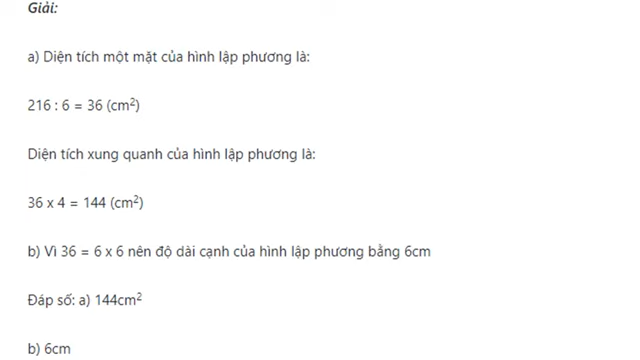 Giải:
a) Diện tích một mặt của hình lập phương là:
216 : 6 = 36 (cm²)
Diện tích xung quanh của hình lập phương là:
36 x 4 = 144 (cm²)
b) Vì 36 = 6 x 6 nên độ dài cạnh của hình lập phương bằng 6cm
Đáp số: a) 144cm²
b) 6cm